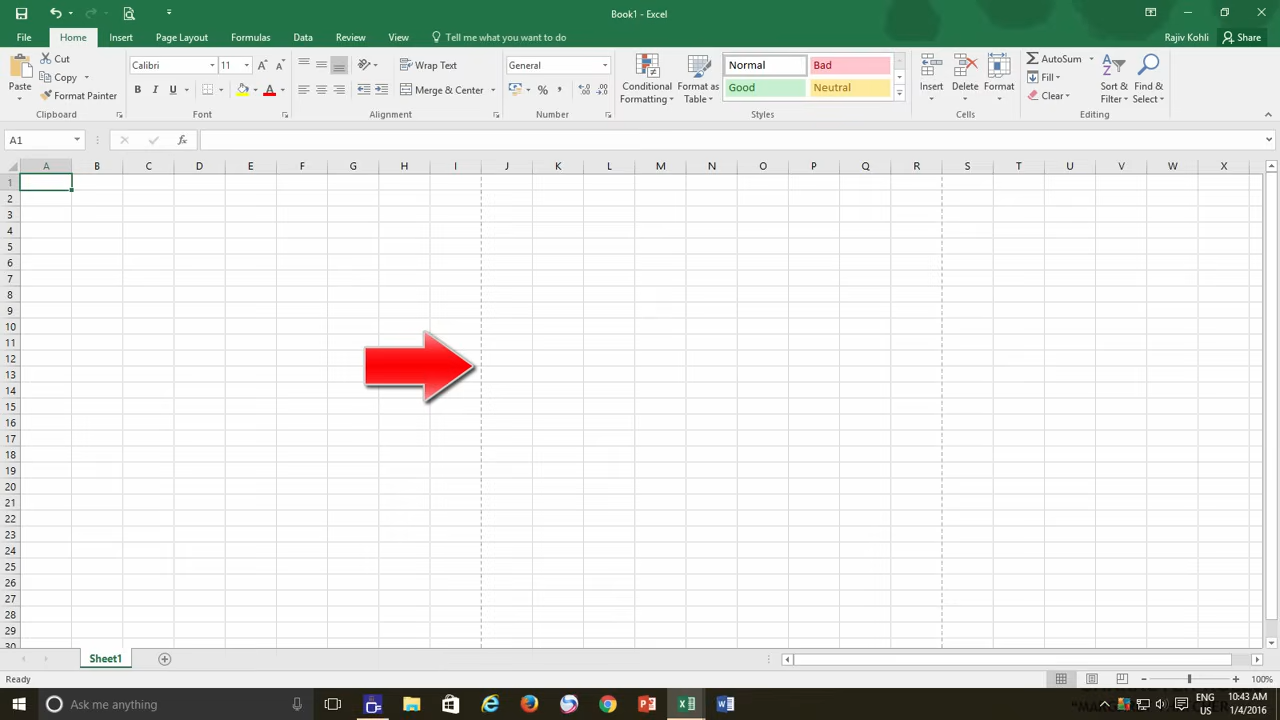 Book1 - Excel
File Home Insert Page Layout Formulas Data Review View Tell me what you want to do Rajiv Kohli Share
Paste Cut Copy Format Painter
Calibri 11 B I U A A A
Wrap Text Merge & Center
General %
Conditional Formatting Format as Table
Normal Bad
Good Neutral
Insert Delete Format
AutoSum Fill Clear Sort & Filter Find & Select
Clipboard Font Alignment Number Styles Cells Editing
A1 fx
A B C D E F G H I J K L M N O P Q R S T U V W X
1
2
3
4
5
6
7
8
9
10
11
12
13
14
15
16
17
18
19
20
21
22
23
24
25
26
27
28
29
30
Sheet1
Ready 100%
Ask me anything ENG 10:43 AM
US 1/4/2016